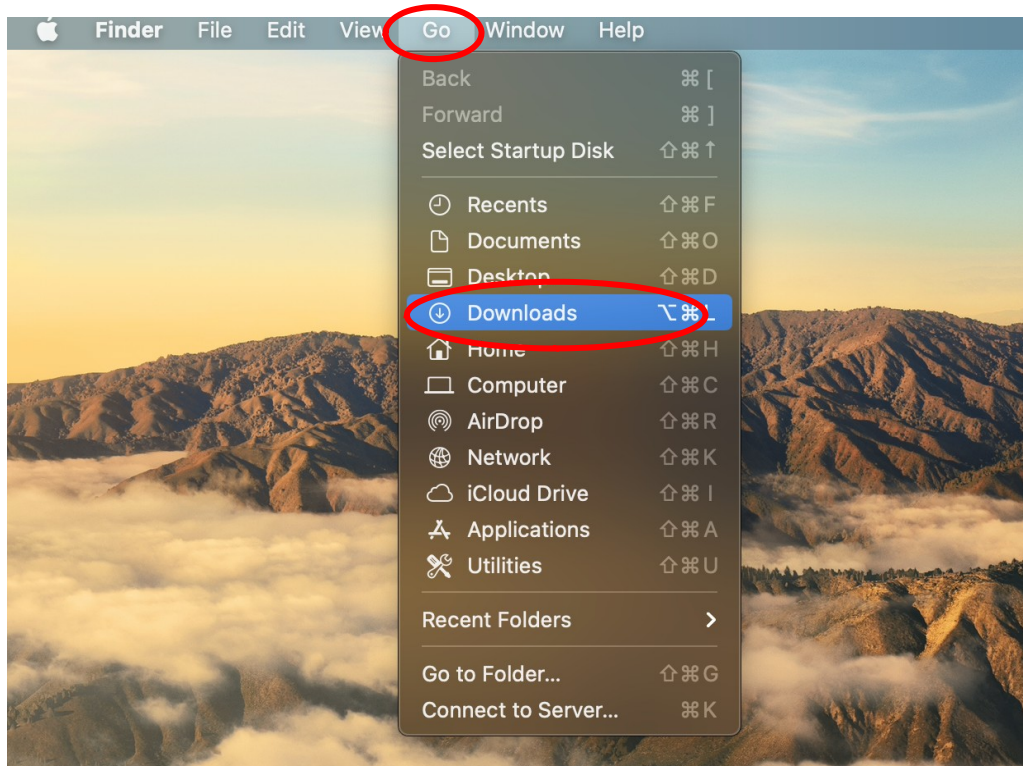 Finder File Edit View Go Window Help
Back ⌘ [
Forward ⌘ ]
Select Startup Disk ⇧⌘↑
Recents ⇧⌘F
Documents ⇧⌘O
Desktop ⇧⌘D
Downloads ⌥⌘L
Home ⇧⌘H
Computer ⇧⌘C
AirDrop ⇧⌘R
Network ⇧⌘K
iCloud Drive ⇧⌘I
Applications ⇧⌘A
Utilities ⇧⌘U
Recent Folders
Go to Folder... ⇧⌘G
Connect to Server... ⌘K